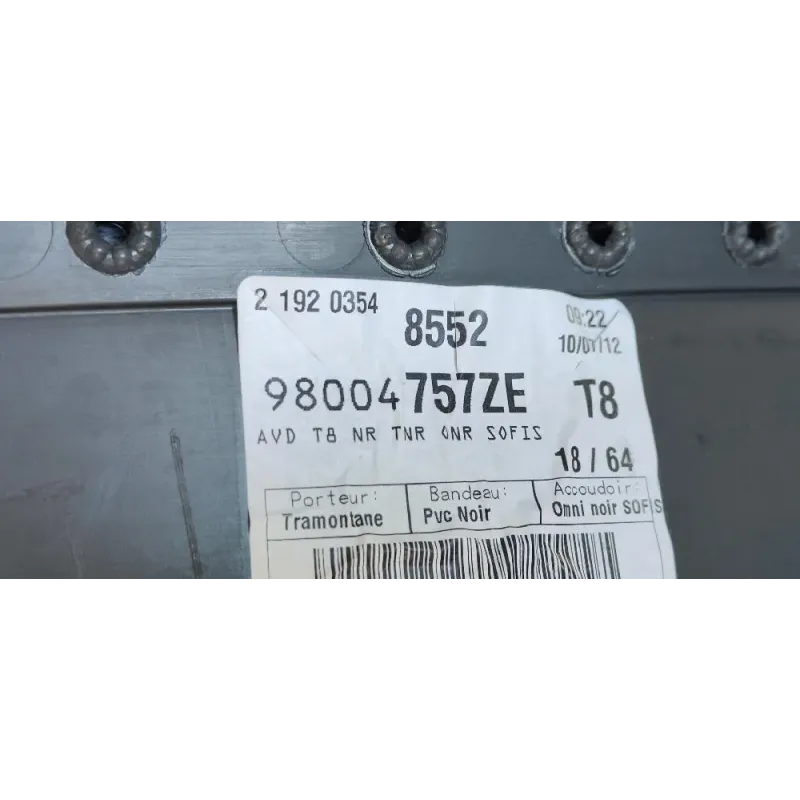 2 192 0354
8552
09:22
10/01/12
98004757ZE
T8
AVD T8 NR TNR ONR SOFIS
18 / 64
Porteur: Bandeau: Accoudoir:
Tramontane Pvc Noir Omni noir SOFIS